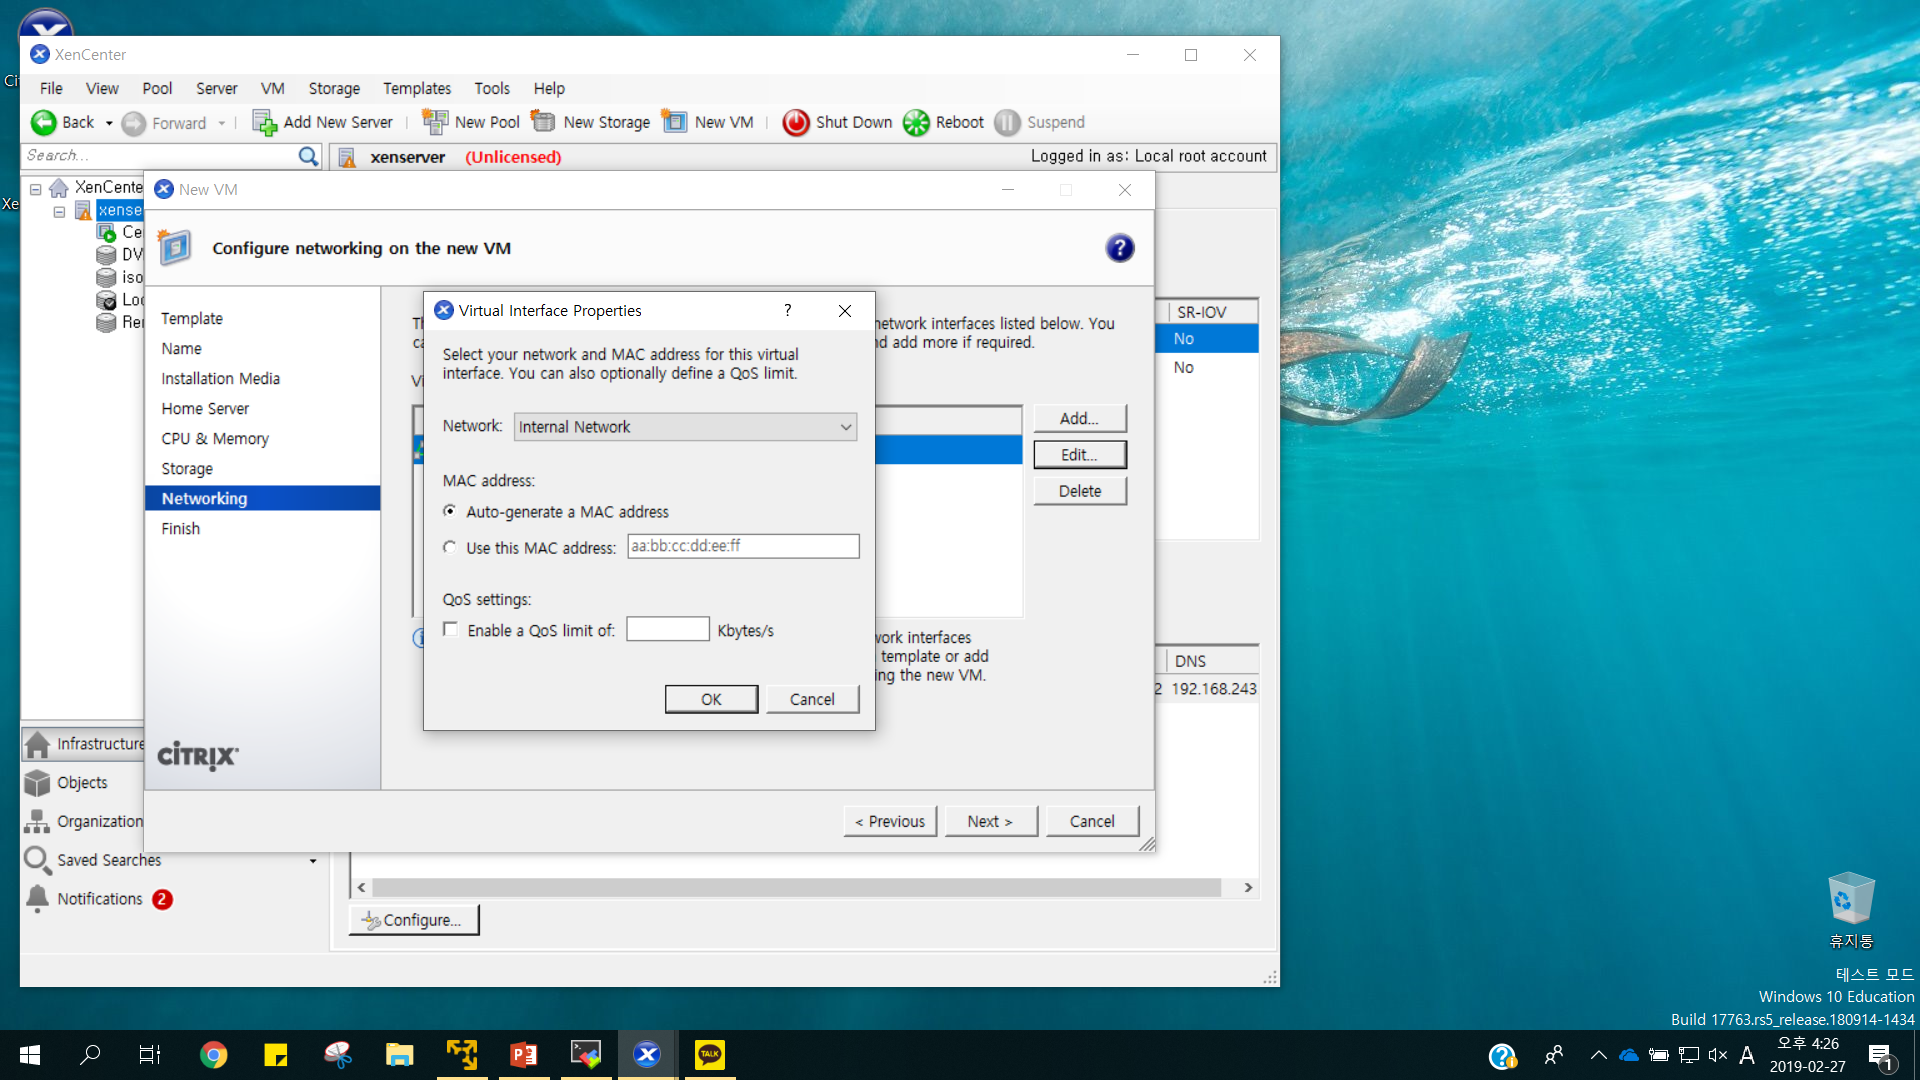 Ci
XenCenter
File View Pool Server VM Storage Templates Tools Help
Back Forward Add New Server New Pool New Storage New VM Shut Down Reboot Suspend
Search...
xenserver (Unlicensed)
Logged in as: Local root account
XenCente
Xe
xense
Ce
DV
iso
Loc
Rer
New VM
Configure networking on the new VM
?
Template
Name
Installation Media
Home Server
CPU & Memory
Storage
Networking
Finish
CITRIX
Th
network interfaces listed below. You
ca
nd add more if required.
Vi
Add...
Edit...
Delete
work interfaces
template or add
ing the new VM.
< Previous
Next >
Cancel
Virtual Interface Properties
?
Select your network and MAC address for this virtual
interface. You can also optionally define a QoS limit.
Network: Internal Network
MAC address:
Auto-generate a MAC address
Use this MAC address: aa:bb:cc:dd:ee:ff
QoS settings:
Enable a QoS limit of: Kbytes/s
OK
Cancel
SR-IOV
No
No
DNS
2 192.168.243
Infrastructure
Objects
Organization
Saved Searches
Notifications 2
Configure...
휴지통
테스트 모드
Windows 10 Education
Build 17763.rs5_release.180914-1434
TALK
A
오후 4:26
2019-02-27
1